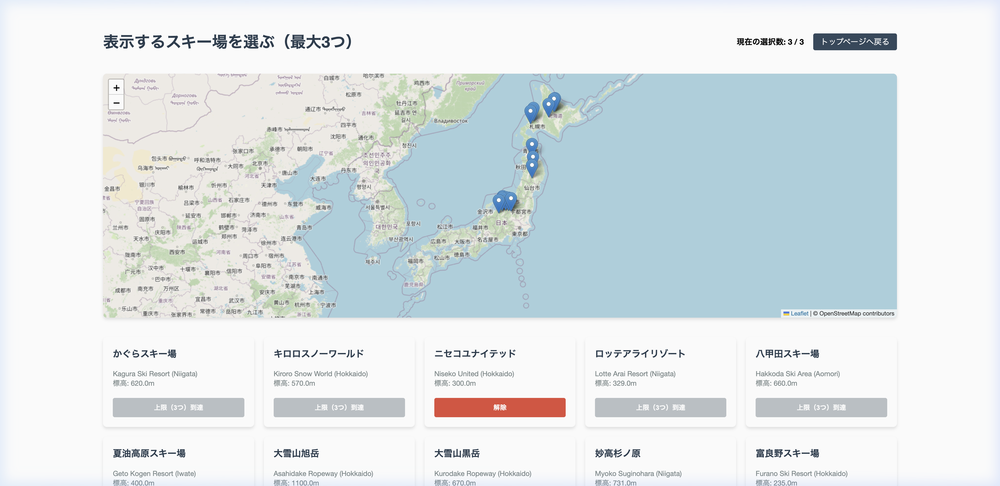 表示するスキー場を選ぶ（最大3つ）
現在の選択数: 3 / 3
トップページへ戻る
+
−
Дундговь
Дорноговь
Өмнөговь
白城市
哈尔滨市
鸡西市
Приморский
край
松原市
牡丹江市
通辽市
吉林省
延吉市 연
길시
Владивосток
赤峰市
四平市
沈阳市
通化市
청진시
张家口市
承德市
朝阳市
辽宁省
조선민주주
의인민공화
국
包头市
呼和浩特市
北京市
乌海市
大同市
唐山市
丹东市
河北省
大连市
평양시
金昌市
银川市
榆林市
忻州市
天津市
肃省
宁夏回族
自治区
吕梁市
山西省
石家庄市
德州市
东营市
威海市
서울특별시
延安市
邯郸市
济南市
山东省
固原市
兰州市
陕西省
鹤壁市
菏泽市
青岛市
대한민국
포항시
庆阳市
郑州市
天水市
运城市
徐州市
连云港市
부산광역시
陇南市
西安市
河南省
周口市
宿州市
제주시
汉中市
十堰市
阜阳市
江苏省
广元市
襄阳市
信阳市
巴中市
安徽省
南京市
南通市
成都市
南充市
万州区
湖北省
芜湖市
安庆市
上海市
川省
重庆市
宜昌市
武汉市
黄山市
杭州市
宁波市
乐山市
重庆市
张家界市
常德市
岳阳市
九江市
浙江省
上饶市
北海道
札幌市
青
市
秋田
仙台市
市
金沢市
宇都宮市
日本
松江市
福井市
東京都
広島市
大阪市
名古屋市
松山市
徳島市
福岡市
鹿児島県
Leaflet | © OpenStreetMap contributors
かぐらスキー場
Kagura Ski Resort (Niigata)
標高: 620.0m
上限（3つ）到達
キロロスノーワールド
Kiroro Snow World (Hokkaido)
標高: 570.0m
上限（3つ）到達
ニセコユナイテッド
Niseko United (Hokkaido)
標高: 300.0m
解除
ロッテアライリゾート
Lotte Arai Resort (Niigata)
標高: 329.0m
上限（3つ）到達
八甲田スキー場
Hakkoda Ski Area (Aomori)
標高: 660.0m
上限（3つ）到達
夏油高原スキー場
Geto Kogen Resort (Iwate)
標高: 400.0m
大雪山旭岳
Asahidake Ropeway (Hokkaido)
標高: 1100.0m
大雪山黒岳
Kurodake Ropeway (Hokkaido)
標高: 670.0m
妙高杉ノ原
Myoko Suginohara (Niigata)
標高: 731.0m
富良野スキー場
Furano Ski Resort (Hokkaido)
標高: 235.0m